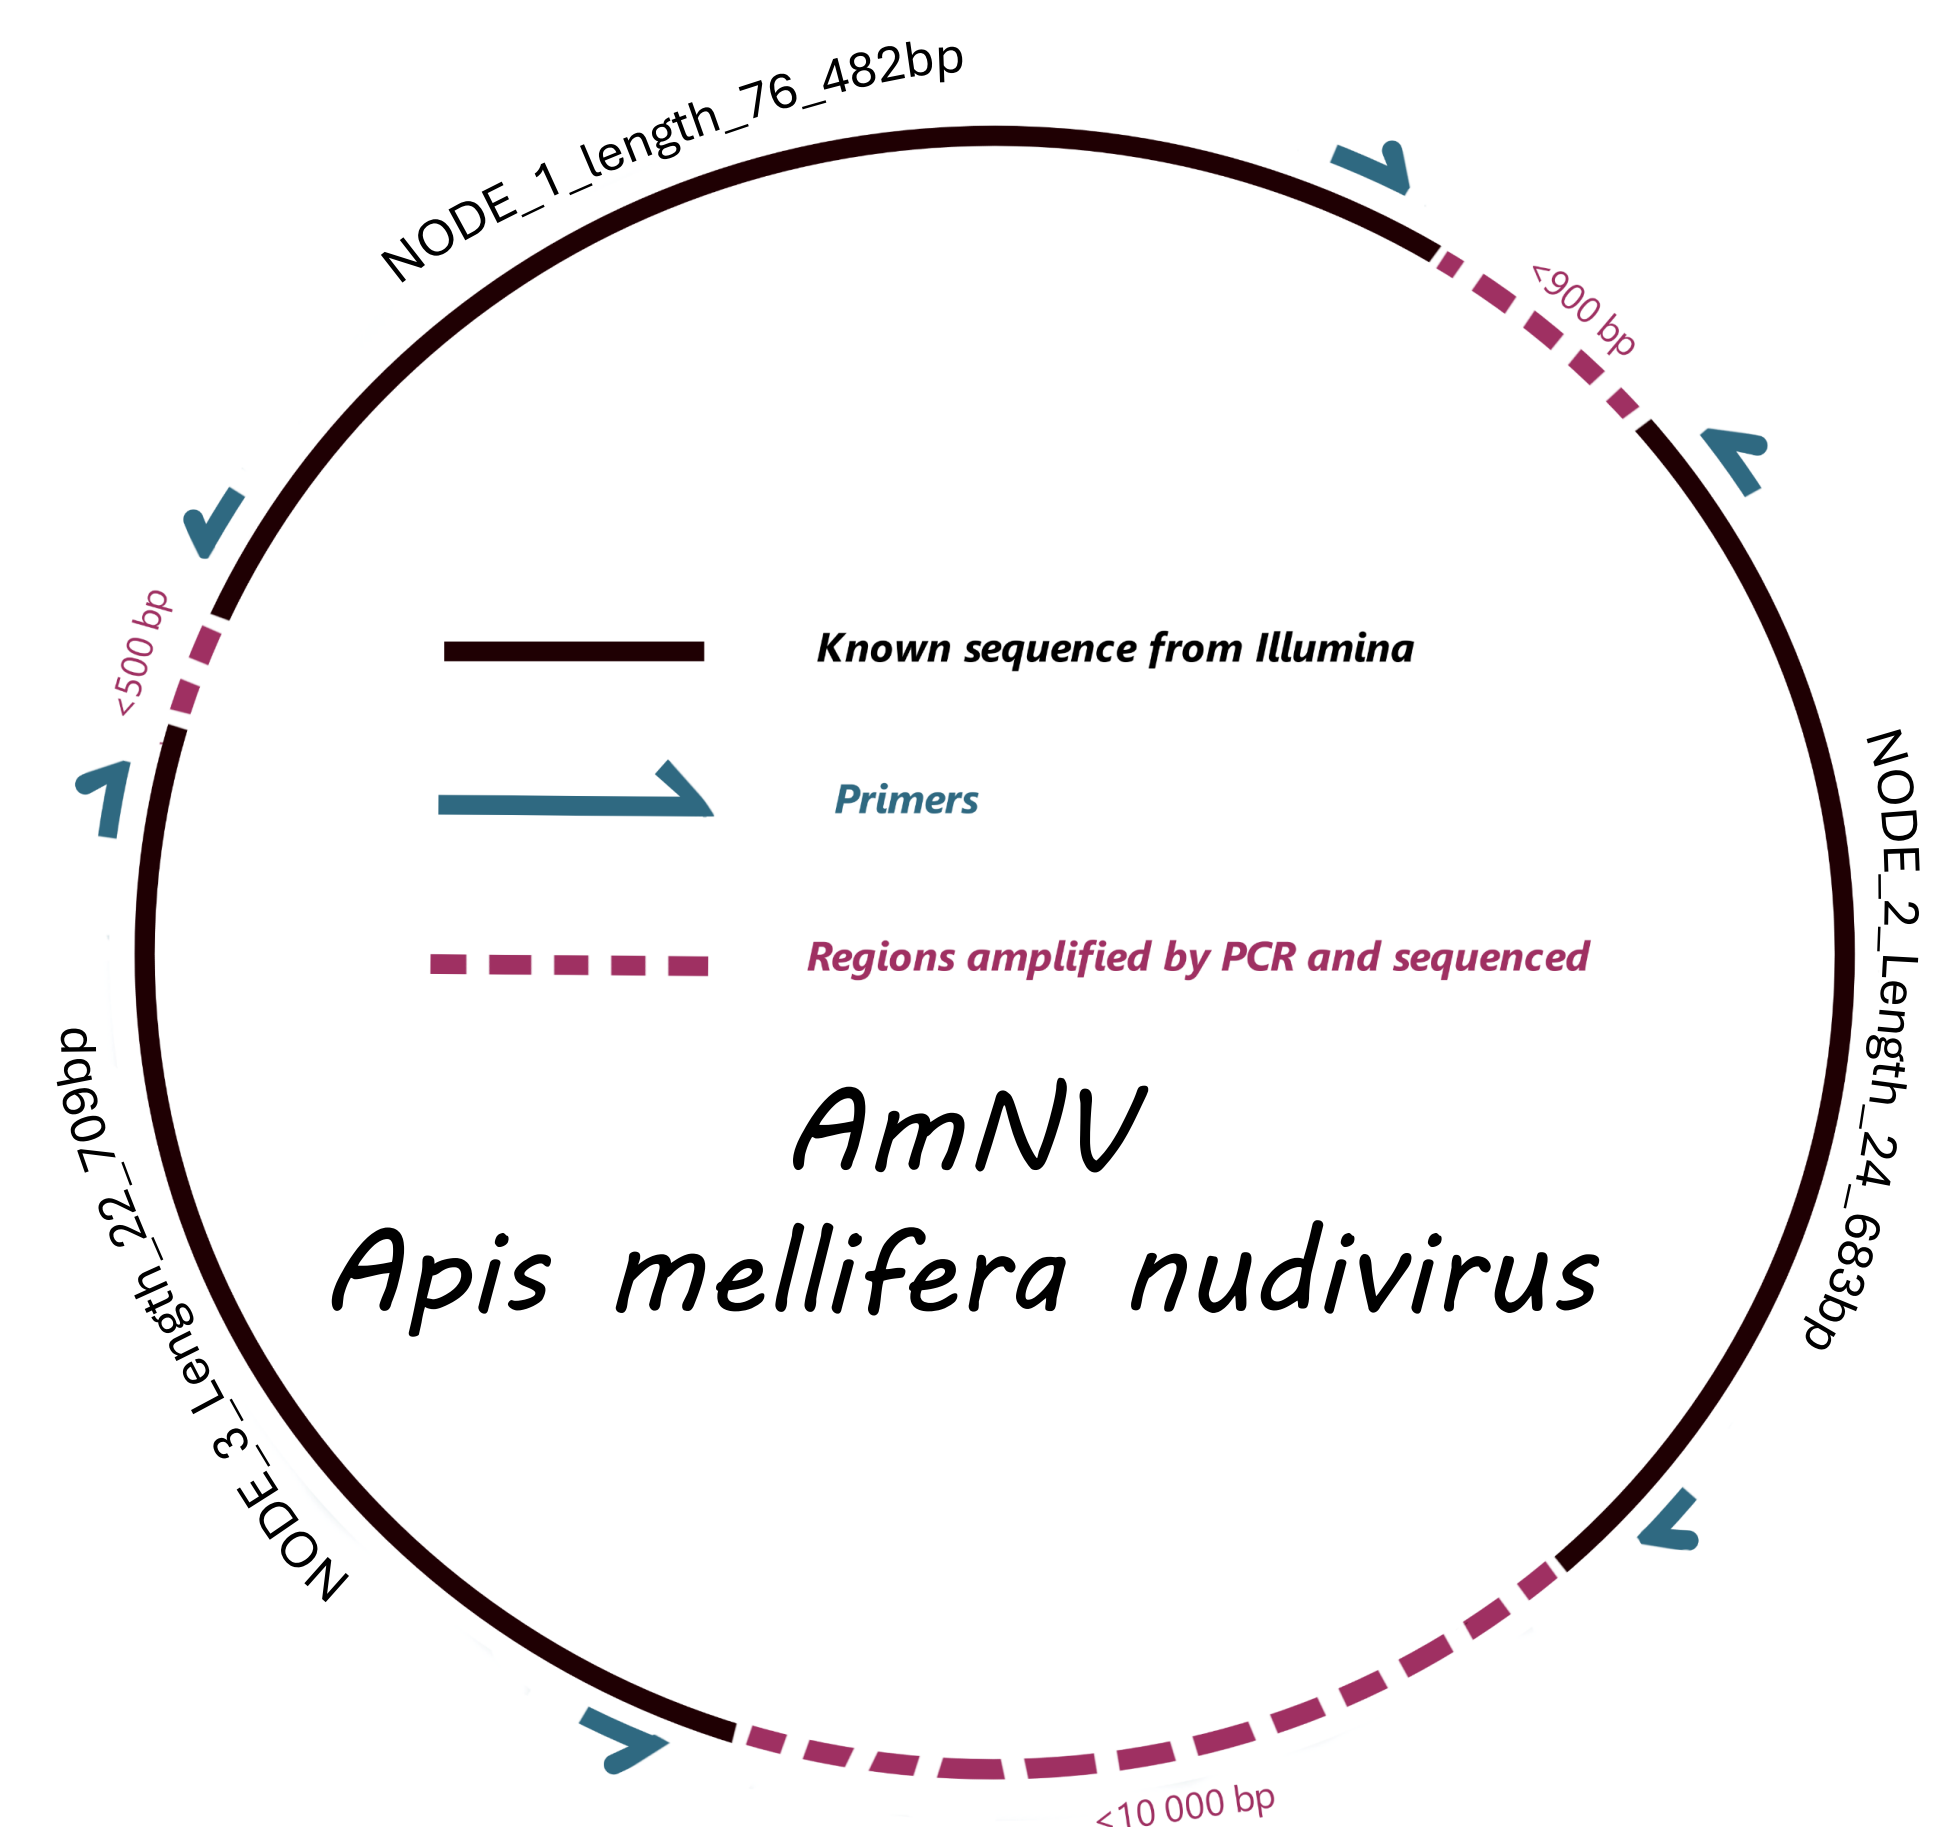 NODE_1_length_76_482bp
<900 bp
<500 bp
Known sequence from Illumina
Primers
NODE_2_Length_24_683bp
Regions amplified by PCR and sequenced
NODE_3_Length_22_709bp
AmNV
Apis mellifera nudivirus
<10 000 bp